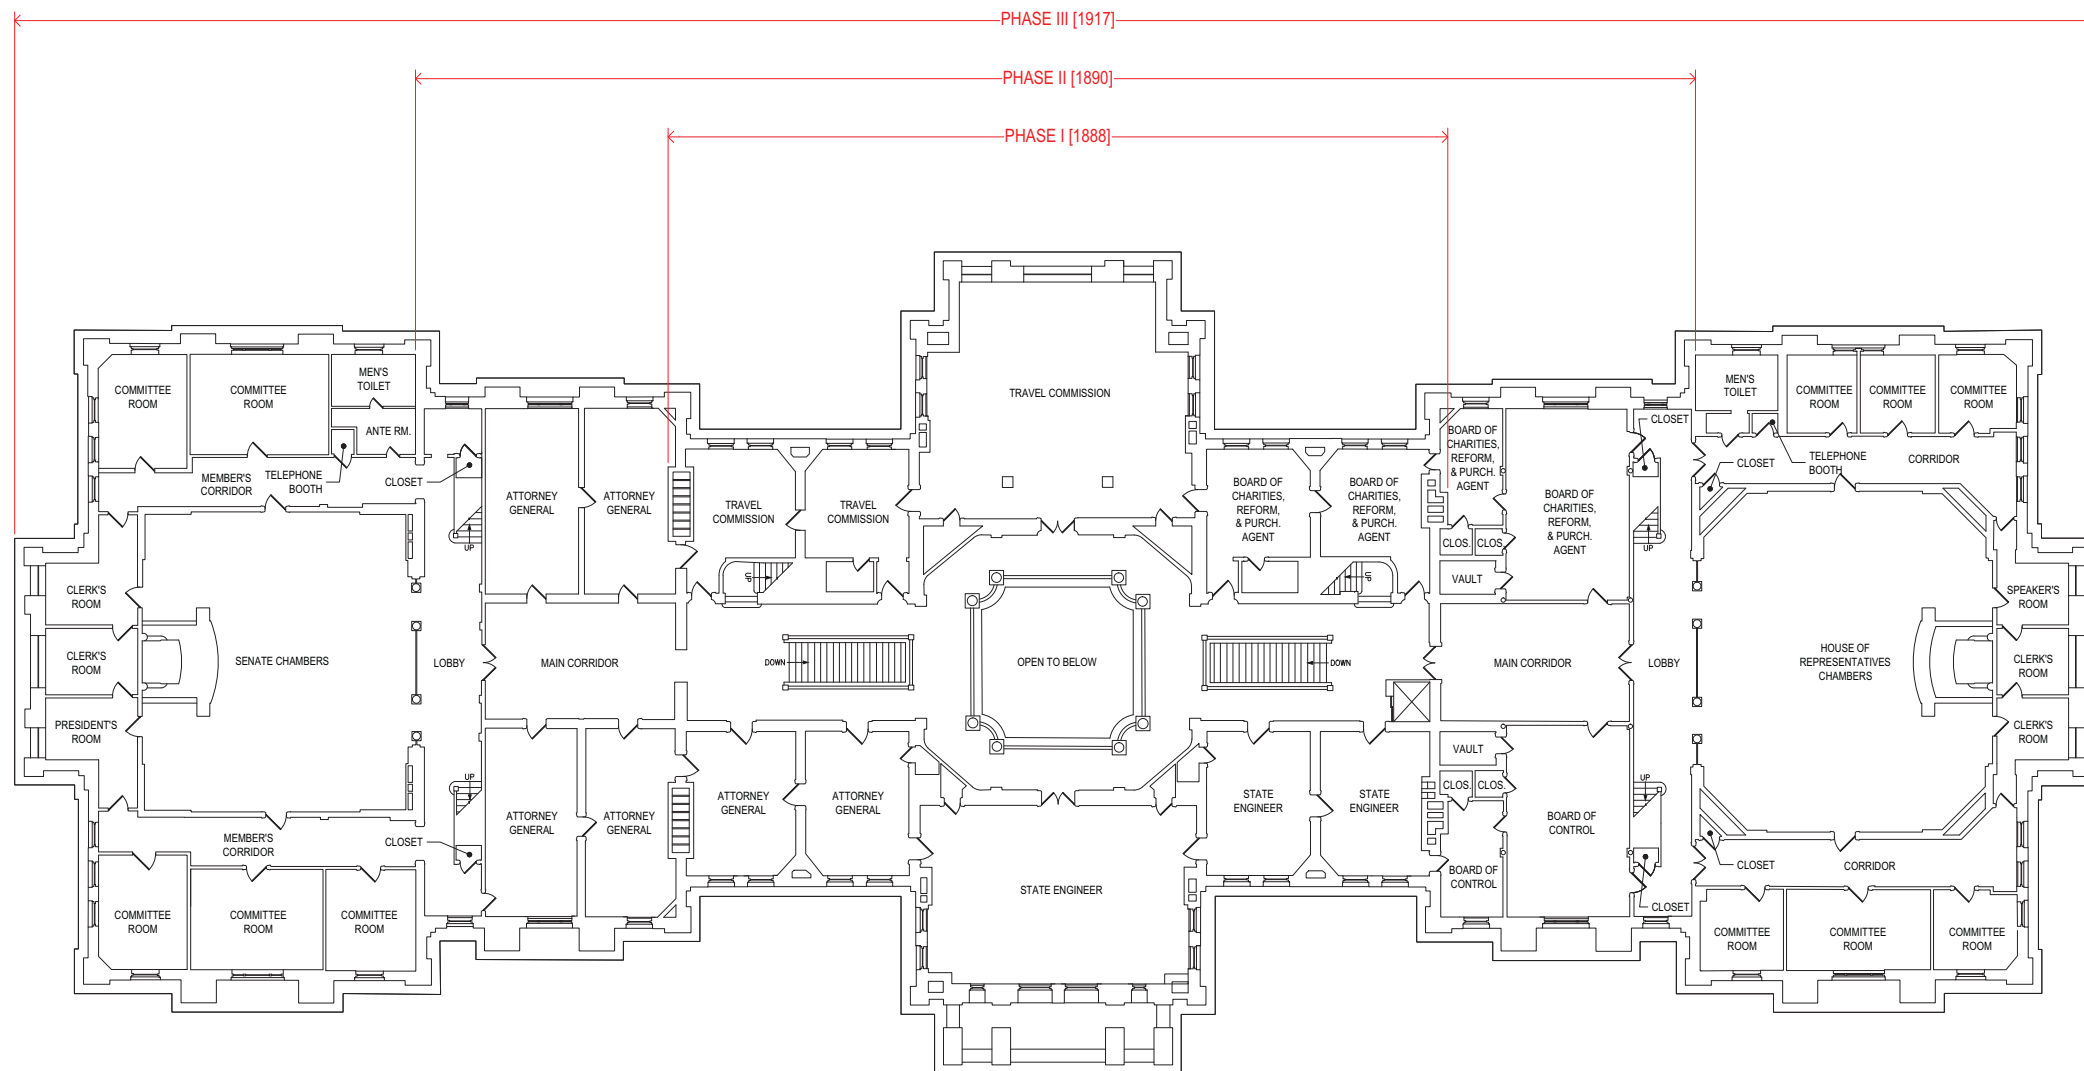 PHASE III [1917]
PHASE II [1890]
PHASE I [1888]
COMMITTEE
ROOM
COMMITTEE
ROOM
MEN'S
TOILET
ANTE RM.
MEMBER'S
CORRIDOR
TELEPHONE
BOOTH
CLOSET
UP
ATTORNEY
GENERAL
ATTORNEY
GENERAL
TRAVEL
COMMISSION
TRAVEL
COMMISSION
UP
TRAVEL COMMISSION
BOARD OF
CHARITIES,
REFORM,
& PURCH.
AGENT
BOARD OF
CHARITIES,
REFORM,
& PURCH.
AGENT
UP
BOARD OF
CHARITIES,
REFORM,
& PURCH.
AGENT
BOARD OF
CHARITIES,
REFORM,
& PURCH.
AGENT
CLOS.
CLOS.
VAULT
CLOSET
UP
MEN'S
TOILET
COMMITTEE
ROOM
COMMITTEE
ROOM
COMMITTEE
ROOM
CLOSET
TELEPHONE
BOOTH
CORRIDOR
CLERK'S
ROOM
CLERK'S
ROOM
PRESIDENT'S
ROOM
SENATE CHAMBERS
LOBBY
MAIN CORRIDOR
DOWN
OPEN TO BELOW
DOWN
MAIN CORRIDOR
LOBBY
HOUSE OF
REPRESENTATIVES
CHAMBERS
SPEAKER'S
ROOM
CLERK'S
ROOM
CLERK'S
ROOM
UP
MEMBER'S
CORRIDOR
CLOSET
COMMITTEE
ROOM
COMMITTEE
ROOM
COMMITTEE
ROOM
ATTORNEY
GENERAL
ATTORNEY
GENERAL
ATTORNEY
GENERAL
ATTORNEY
GENERAL
STATE ENGINEER
STATE
ENGINEER
STATE
ENGINEER
VAULT
CLOS.
CLOS.
BOARD OF
CONTROL
BOARD OF
CONTROL
UP
CLOSET
CLOSET
CORRIDOR
COMMITTEE
ROOM
COMMITTEE
ROOM
COMMITTEE
ROOM